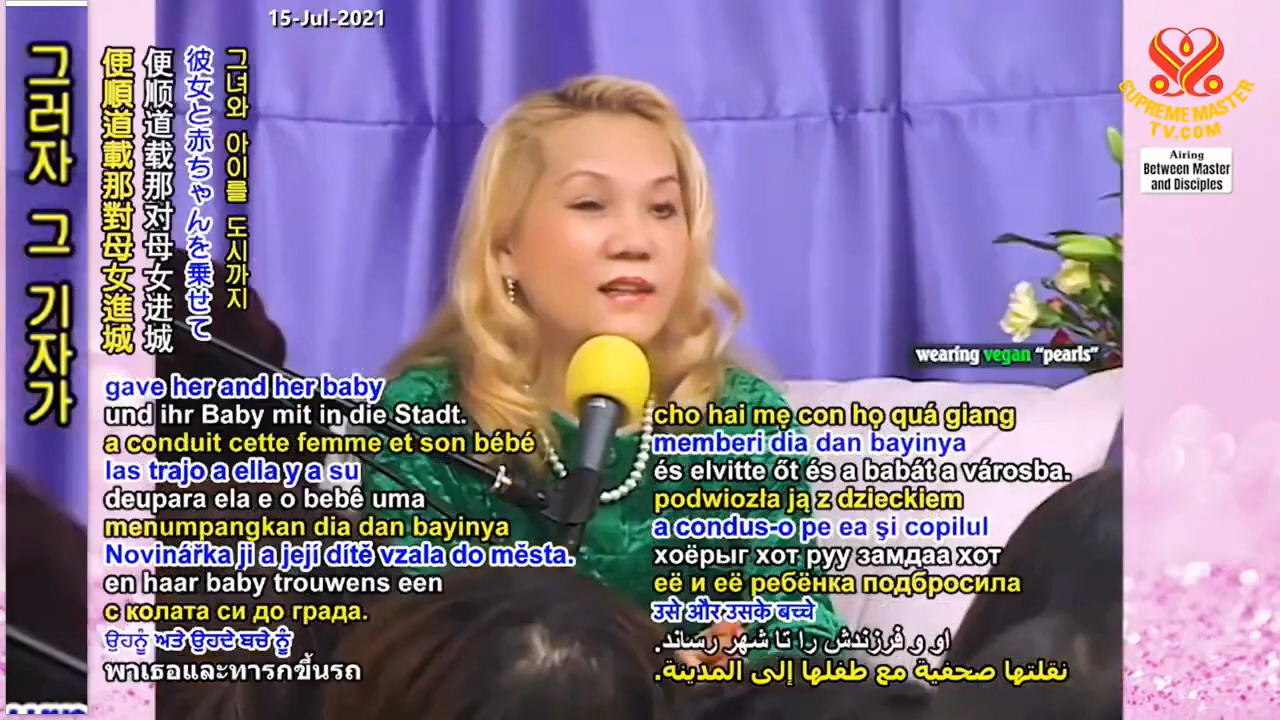 15-Jul-2021
SUPREME MASTER
TV.COM
Airing
Between Master
and Disciples
그러자 그 기자가
便順道載那對母女進城
便顺道载那对母女进城
彼女と赤ちゃんを乗せて
그녀와 아이를 도시까지
wearing vegan "pearls"
gave her and her baby
und ihr Baby mit in die Stadt.
a conduit cette femme et son bébé
las trajo a ella y a su
deupara ela e o bebê uma
menumpangkan dia dan bayinya
Novinářka ji a její dítě vzala do města.
en haar baby trouwens een
с колата си до града.
ਉਹਨੂੰ ਅਤੇ ਉਹਦੇ ਬਚੇ ਨੂੰ
พาเธอและทารกขึ้นรถ
cho hai mẹ con họ quá giang
memberi dia dan bayinya
és elvitte őt és a babát a városba.
podwiozła ją z dzieckiem
a condus-o pe ea şi copilul
хоёрыг хот руу замдаа хот
её и её ребёнка подбросила
उसे और उसके बच्चे
او و فرزندش را تا شهر رساند.
نقلتها صحفية مع طفلها إلى المدينة.